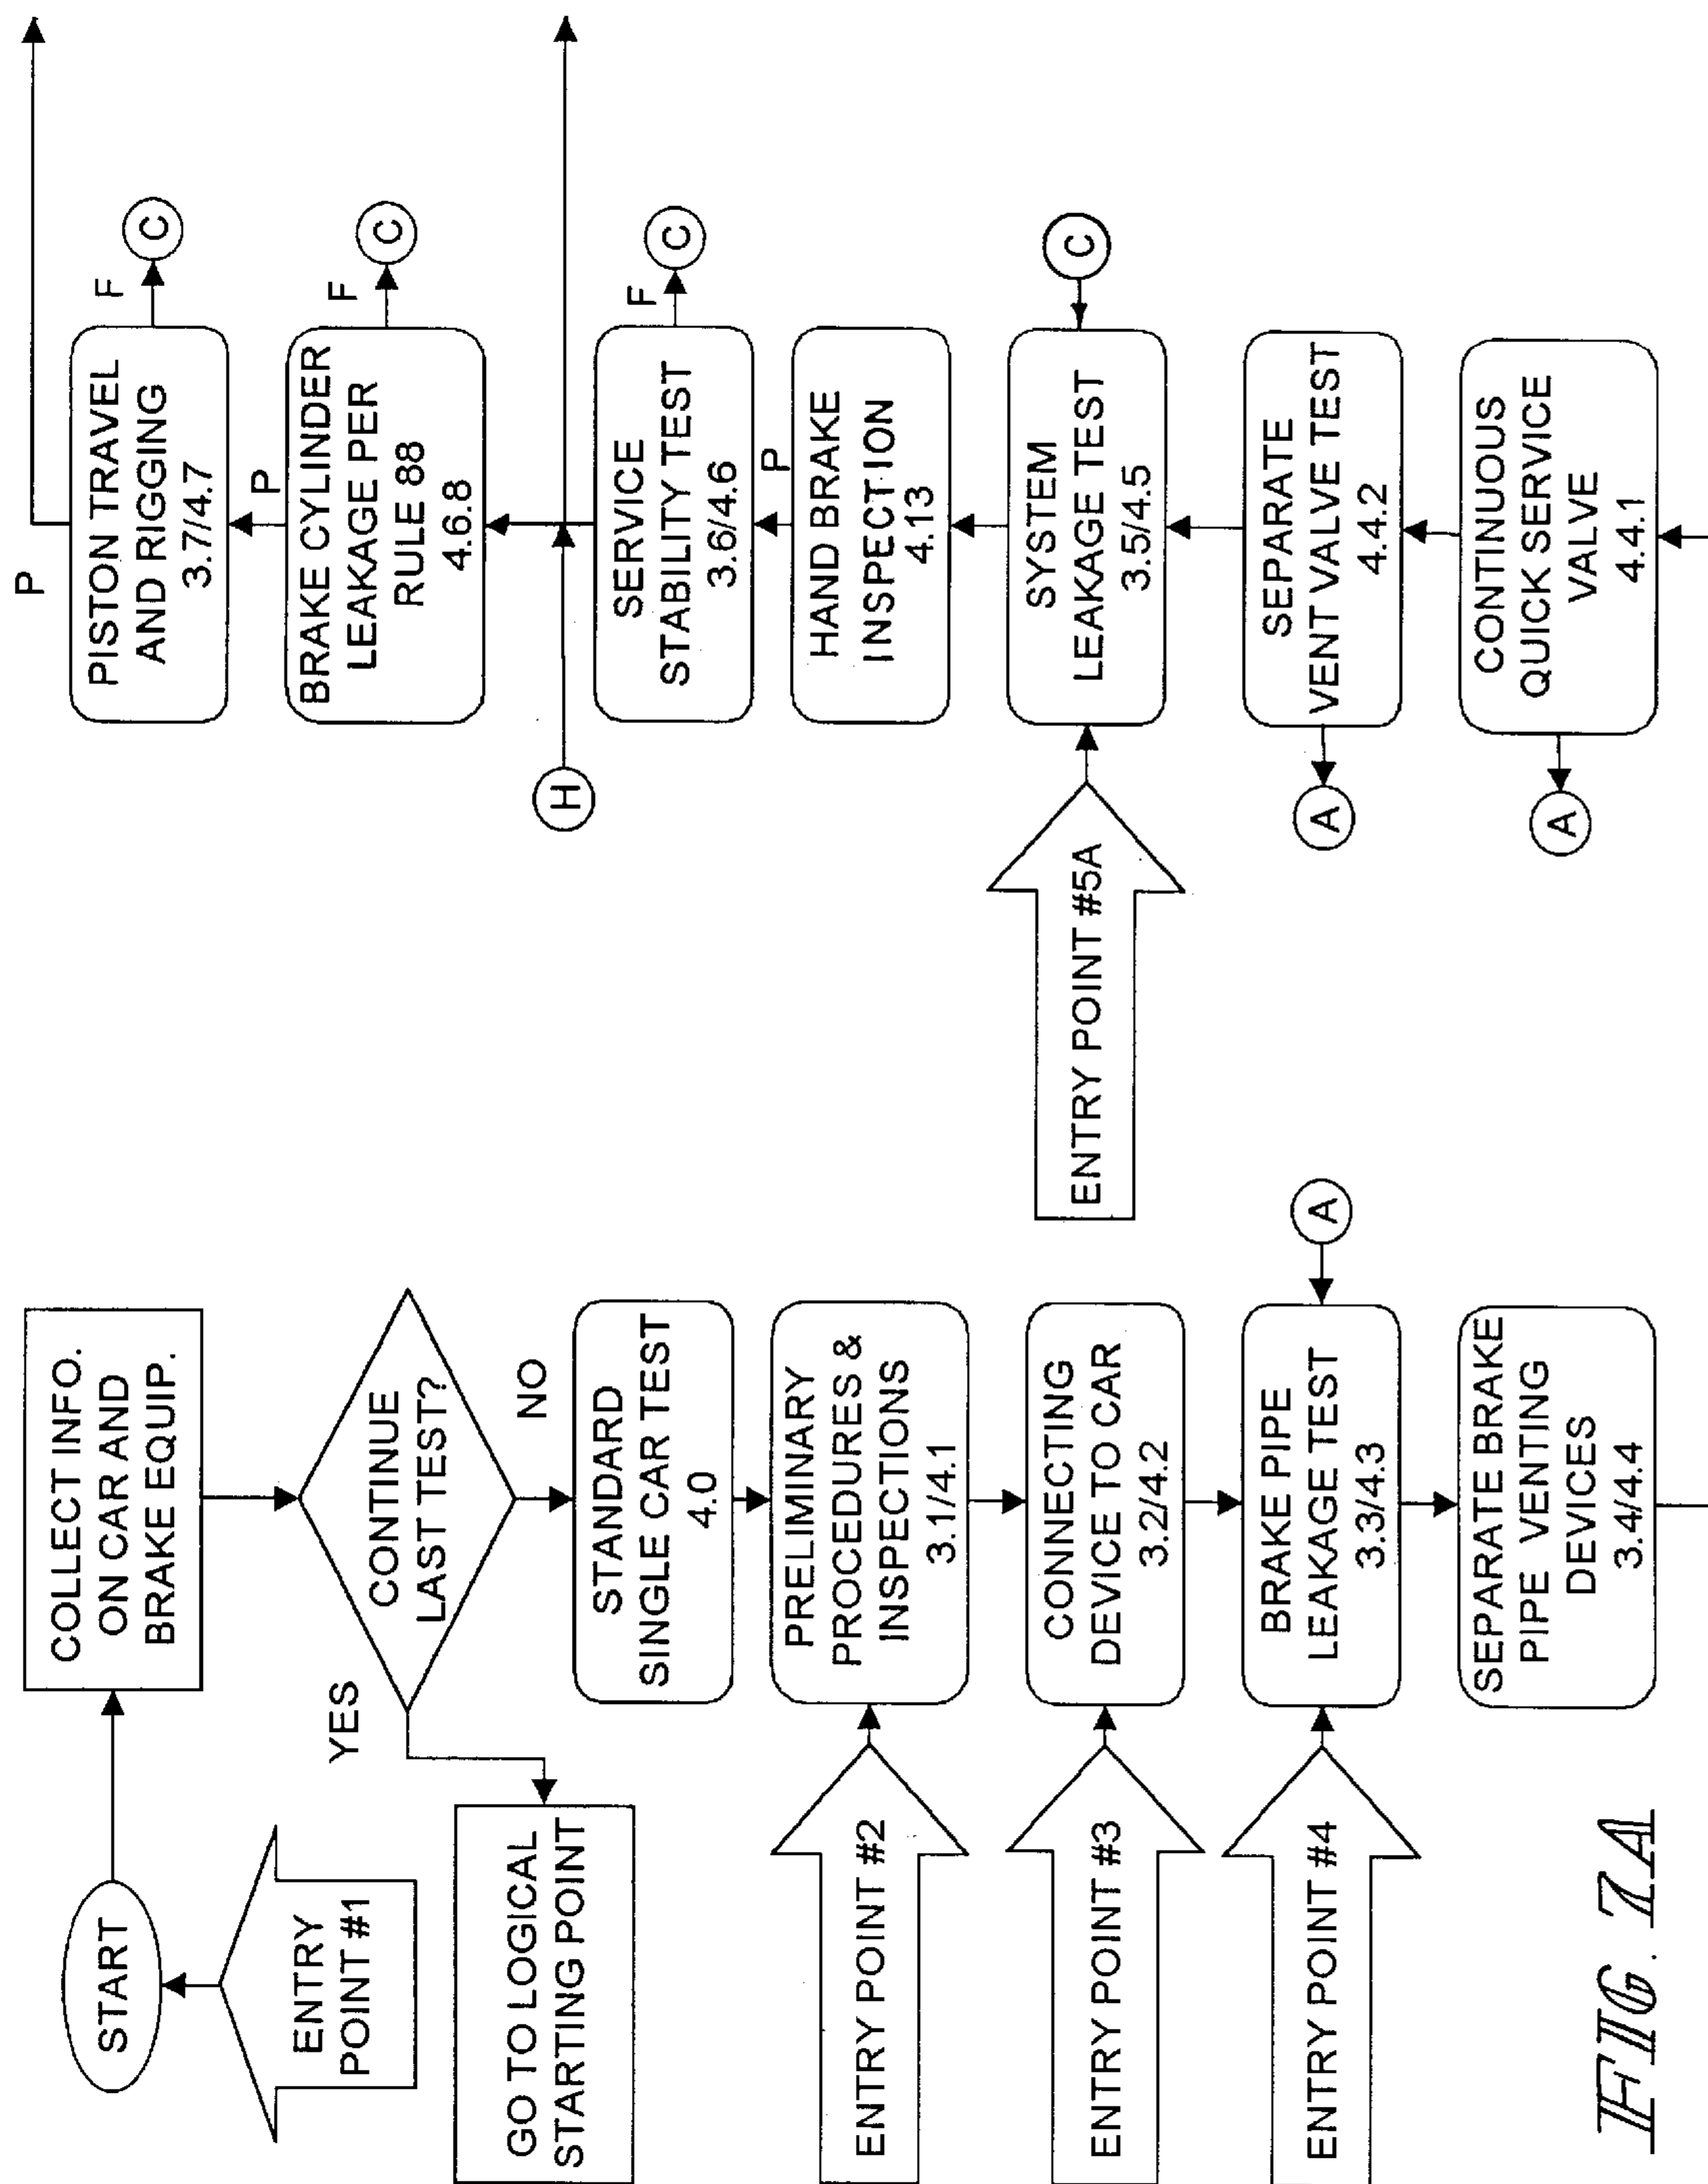 START
ENTRY
POINT #1
COLLECT INFO.
ON CAR AND
BRAKE EQUIP.
CONTINUE
LAST TEST?
YES
NO
GO TO LOGICAL
STARTING POINT
STANDARD
SINGLE CAR TEST
4.0
ENTRY POINT #2
PRELIMINARY
PROCEDURES &
INSPECTIONS
3.1/4.1
ENTRY POINT #3
CONNECTING
DEVICE TO CAR
3.2/4.2
ENTRY POINT #4
BRAKE PIPE
LEAKAGE TEST
3.3/4.3
A
SEPARATE BRAKE
PIPE VENTING
DEVICES
3.4/4.4
P
PISTON TRAVEL
AND RIGGING
3.7/4.7
F
C
P
BRAKE CYLINDER
LEAKAGE PER
RULE 88
4.6.8
F
C
H
SERVICE
STABILITY TEST
3.6/4.6
F
C
P
HAND BRAKE
INSPECTION
4.13
ENTRY POINT #5A
SYSTEM
LEAKAGE TEST
3.5/4.5
C
A
SEPARATE
VENT VALVE TEST
4.4.2
A
CONTINUOUS
QUICK SERVICE
VALVE
4.4.1
FIG. 7A